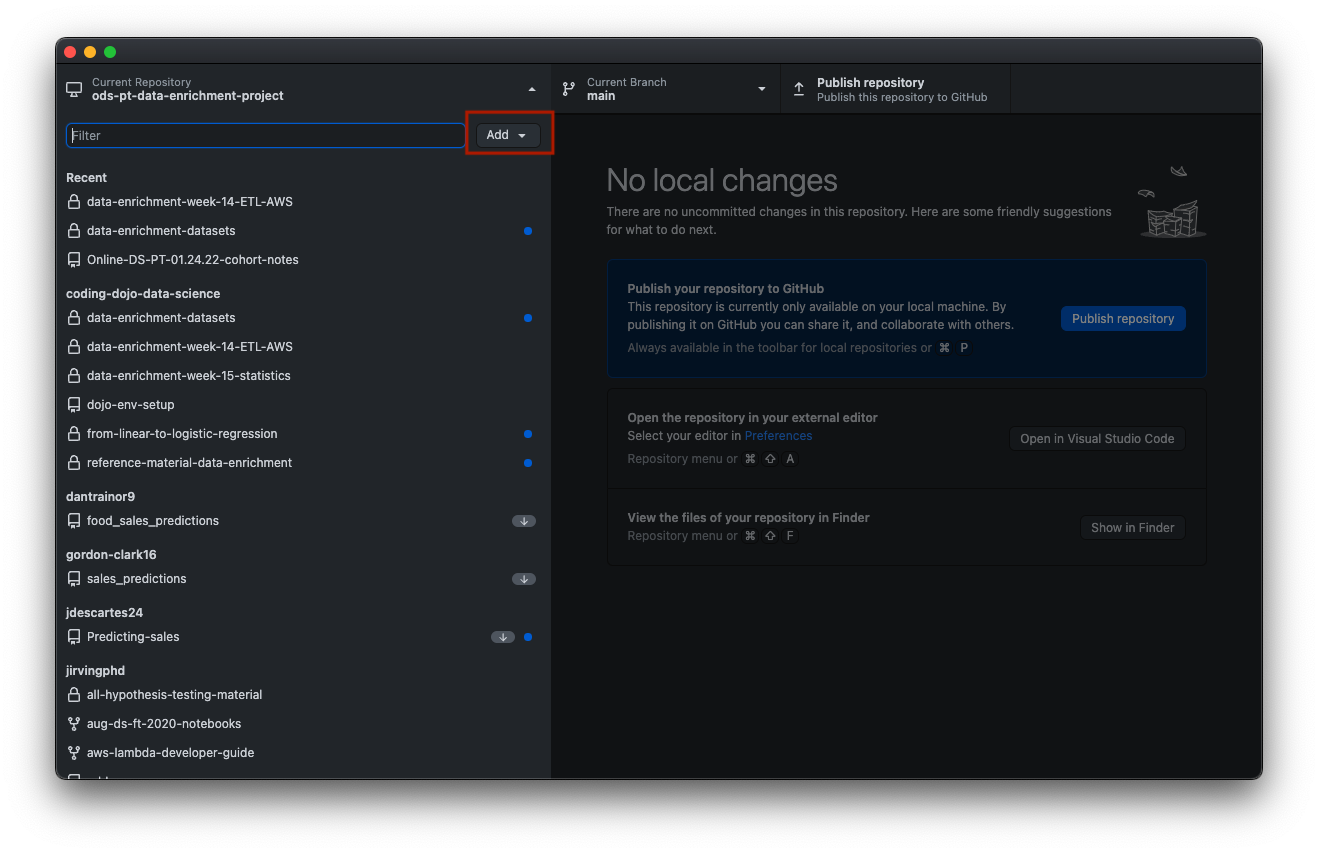 Current Repository
ods-pt-data-enrichment-project
Current Branch
main
Publish repository
Publish this repository to GitHub
Filter
Add
Recent
data-enrichment-week-14-ETL-AWS
data-enrichment-datasets
Online-DS-PT-01.24.22-cohort-notes
coding-dojo-data-science
data-enrichment-datasets
data-enrichment-week-14-ETL-AWS
data-enrichment-week-15-statistics
dojo-env-setup
from-linear-to-logistic-regression
reference-material-data-enrichment
dantrainor9
food_sales_predictions
gordon-clark16
sales_predictions
jdescartes24
Predicting-sales
jirvingphd
all-hypothesis-testing-material
aug-ds-ft-2020-notebooks
aws-lambda-developer-guide
No local changes
There are no uncommitted changes in this repository. Here are some friendly suggestions
for what to do next.
Publish your repository to GitHub
This repository is currently only available on your local machine. By
publishing it on GitHub you can share it, and collaborate with others.
Always available in the toolbar for local repositories or ⌘ P
Publish repository
Open the repository in your external editor
Select your editor in Preferences
Repository menu or ⌘ ⇧ A
Open in Visual Studio Code
View the files of your repository in Finder
Repository menu or ⌘ ⇧ F
Show in Finder